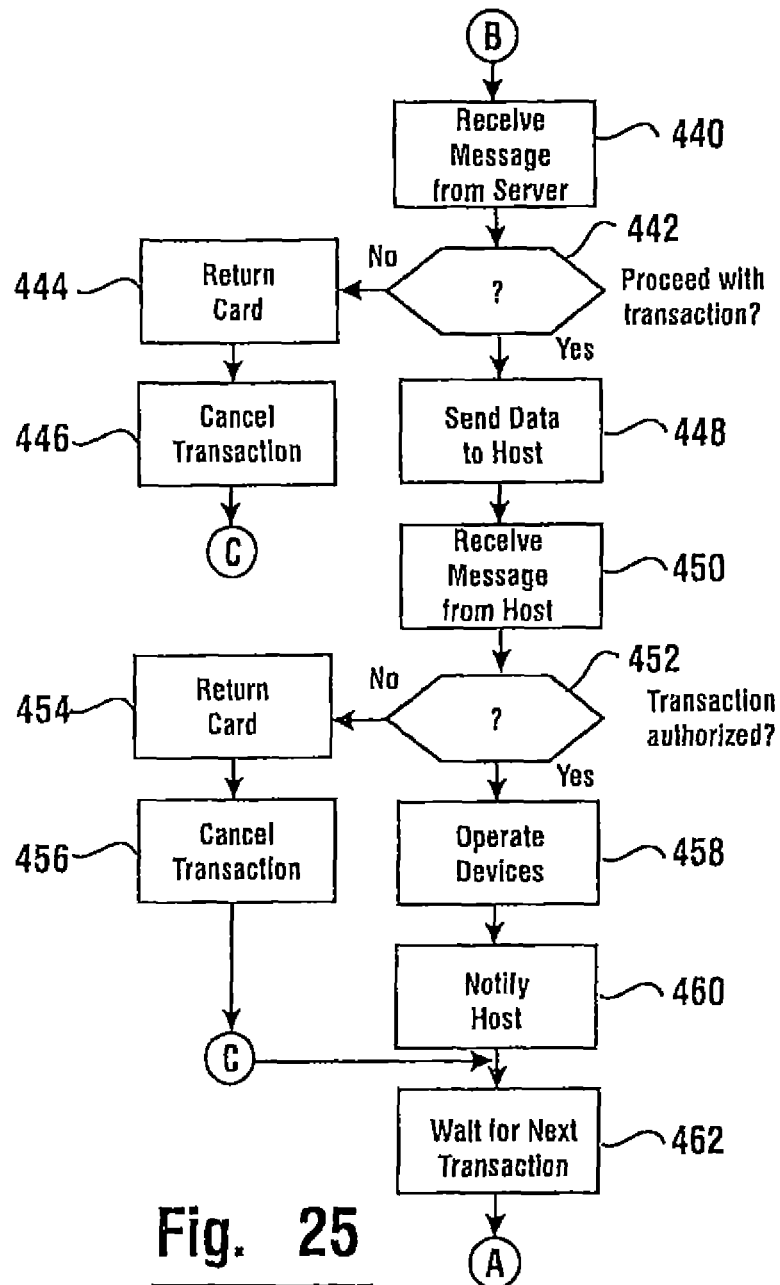 B
Receive
Message
from Server
440
442
No
?
Proceed with
transaction?
444
Return
Card
Yes
446
Cancel
Transaction
Send Data
to Host
448
C
Receive
Message
from Host
450
452
No
?
Transaction
authorized?
454
Return
Card
Yes
456
Cancel
Transaction
Operate
Devices
458
Notify
Host
460
C
Wait for Next
Transaction
462
Fig. 25
A